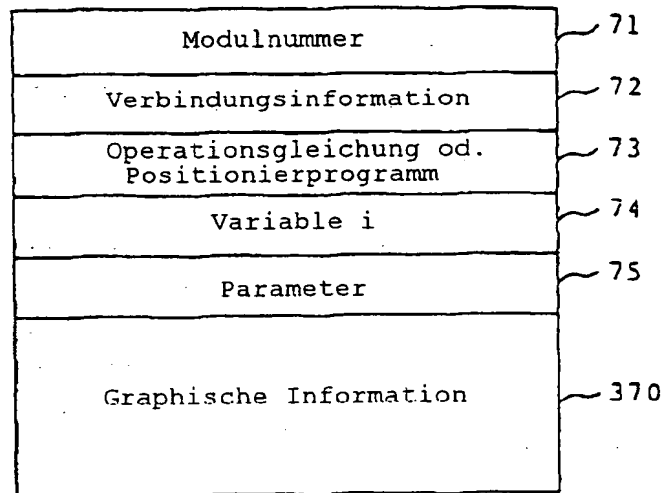 Modulnummer 71
Verbindungsinformation 72
Operationsgleichung od. 73
Positionierprogramm
Variable i 74
Parameter 75
Graphische Information 370